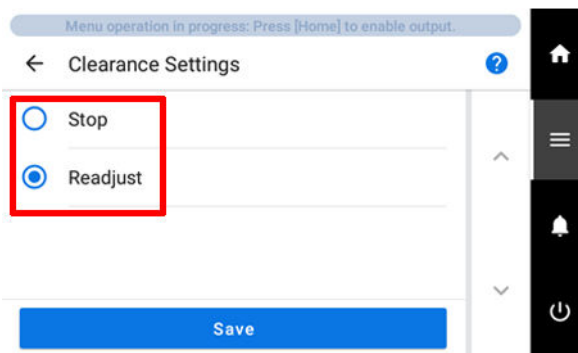 Menu operation in progress: Press [Home] to enable output.
Clearance Settings
?
Stop
Readjust
Save